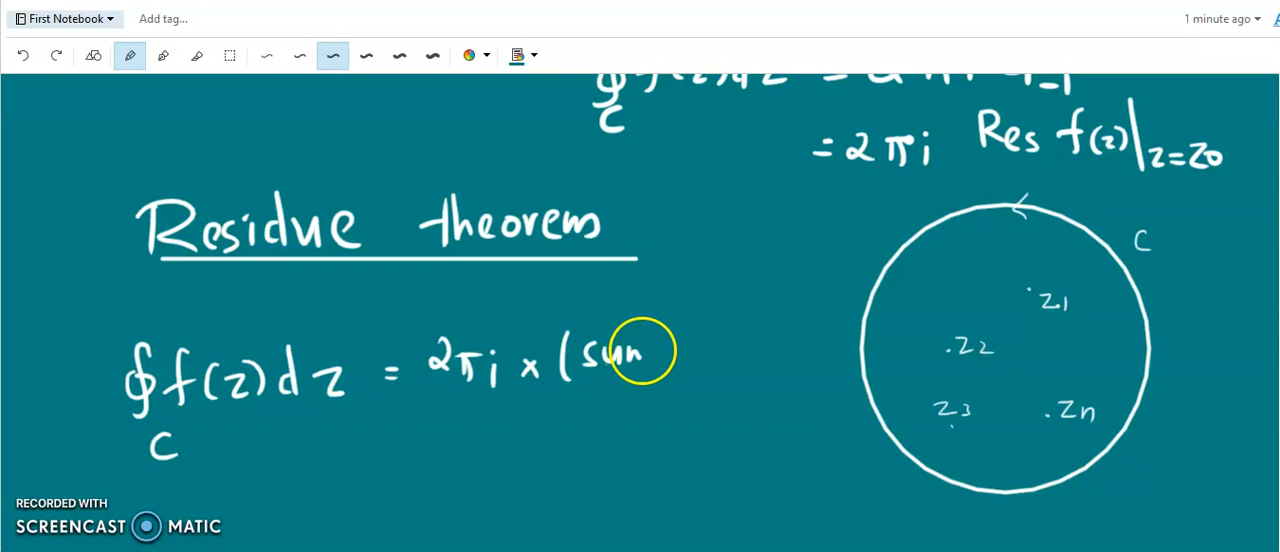 First Notebook
Add tag...
1 minute ago
C
= 2πi Res f(z)|z=z0
Residue theorem
C
.z1
.z2
z3
.zn
∮f(z)dz = 2πi × (sum
C
RECORDED WITH
SCREENCAST MATIC